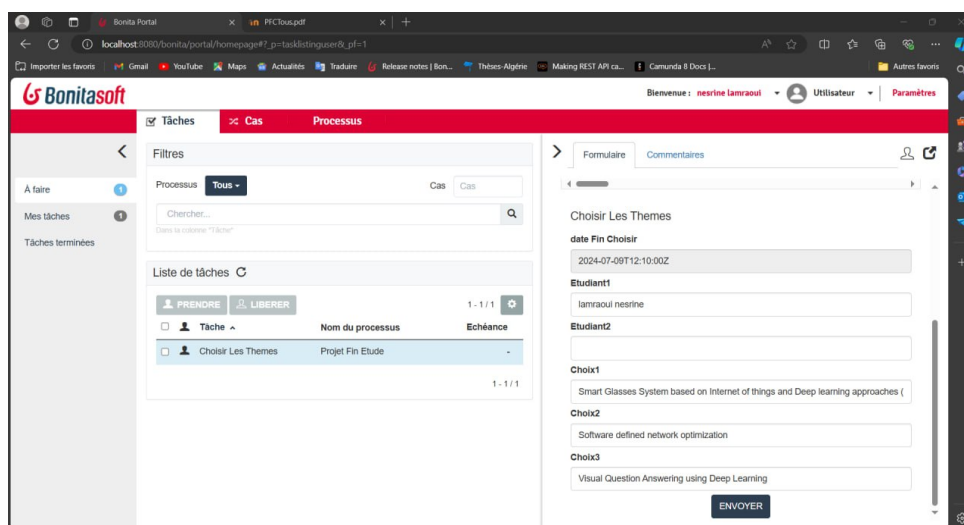 Bonita Portal
PFCTous.pdf
localhost:8080/bonita/portal/homepage#?_p=tasklistinguser&_pf=1
Importer les favoris
Gmail
YouTube
Maps
Actualités
Traduire
Release notes | Bon...
Thèses-Algérie
Making REST API ca...
Camunda 8 Docs |...
Autres favoris
Bonitasoft
Bienvenue : nesrine lamraoui
Utilisateur
Paramètres
Tâches
Cas
Processus
À faire
1
Mes tâches
1
Tâches terminées
Filtres
Processus
Tous
Cas
Cas
Chercher...
Dans la colonne "Tâche"
Liste de tâches
PRENDRE
LIBERER
1 - 1 / 1
Tâche
Nom du processus
Echéance
Choisir Les Themes
Projet Fin Etude
-
1 - 1 / 1
Formulaire
Commentaires
Choisir Les Themes
date Fin Choisir
2024-07-09T12:10:00Z
Etudiant1
lamraoui nesrine
Etudiant2
Choix1
Smart Glasses System based on Internet of things and Deep learning approaches (
Choix2
Software defined network optimization
Choix3
Visual Question Answering using Deep Learning
ENVOYER